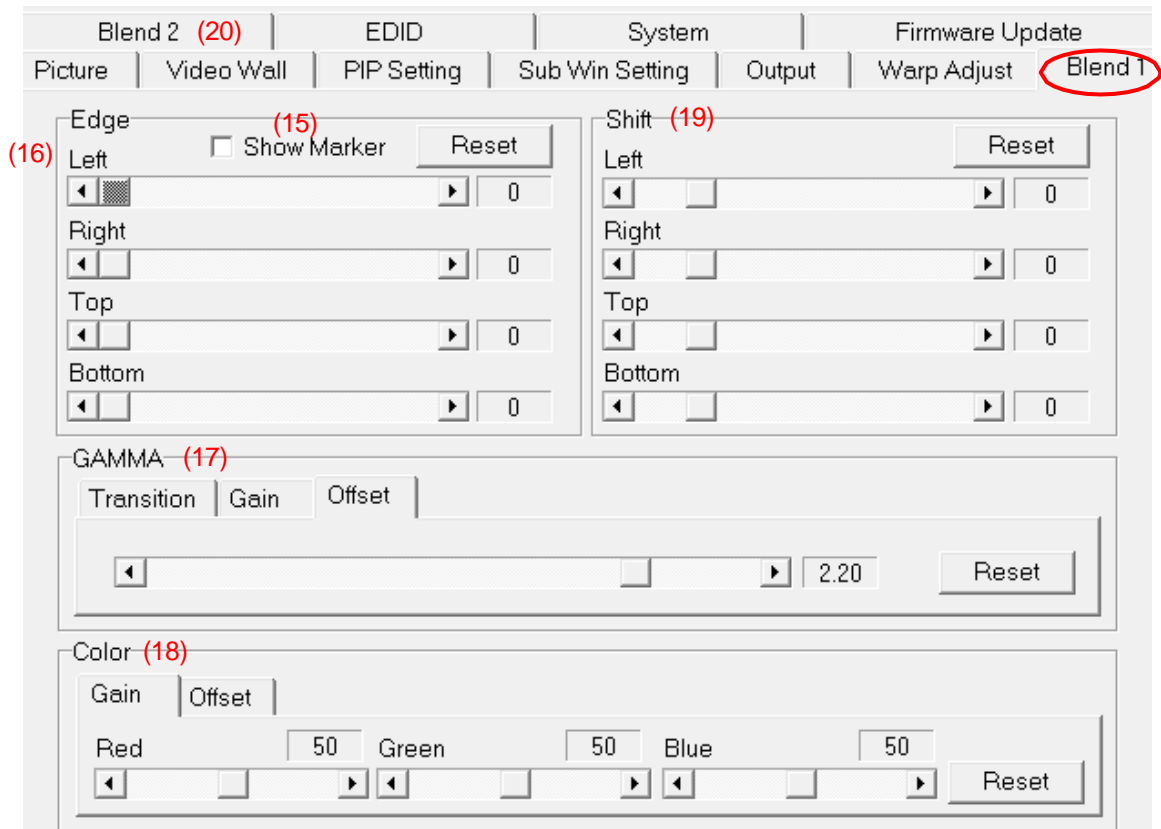 Blend 2 (20) EDID System Firmware Update
Picture Video Wall PIP Setting Sub Win Setting Output Warp Adjust Blend 1
Edge (15) Shift (19)
(16) Left Show Marker Reset Left Reset
0 0
Right Right
0 0
Top Top
0 0
Bottom Bottom
0 0
GAMMA (17)
Transition Gain Offset
2.20 Reset
Color (18)
Gain Offset
Red 50 Green 50 Blue 50
Reset